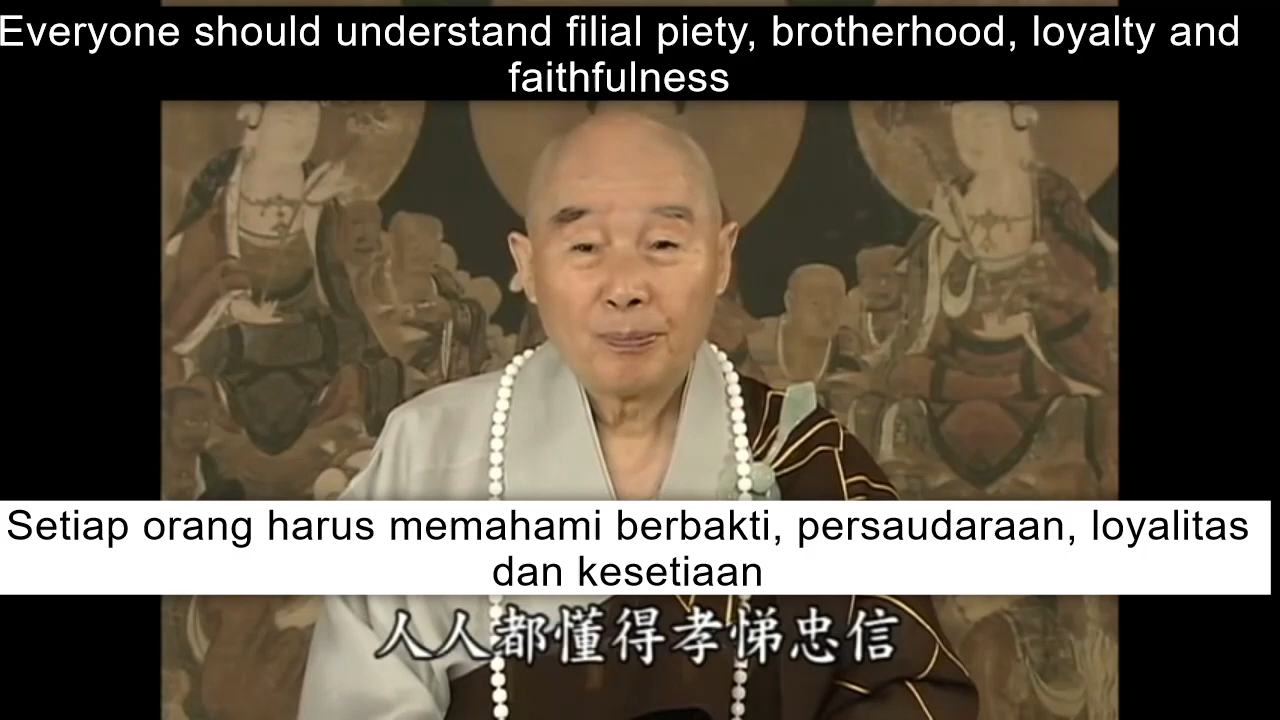 Everyone should understand filial piety, brotherhood, loyalty and
faithfulness
Setiap orang harus memahami berbakti, persaudaraan, loyalitas
dan kesetiaan
人人都懂得孝悌忠信